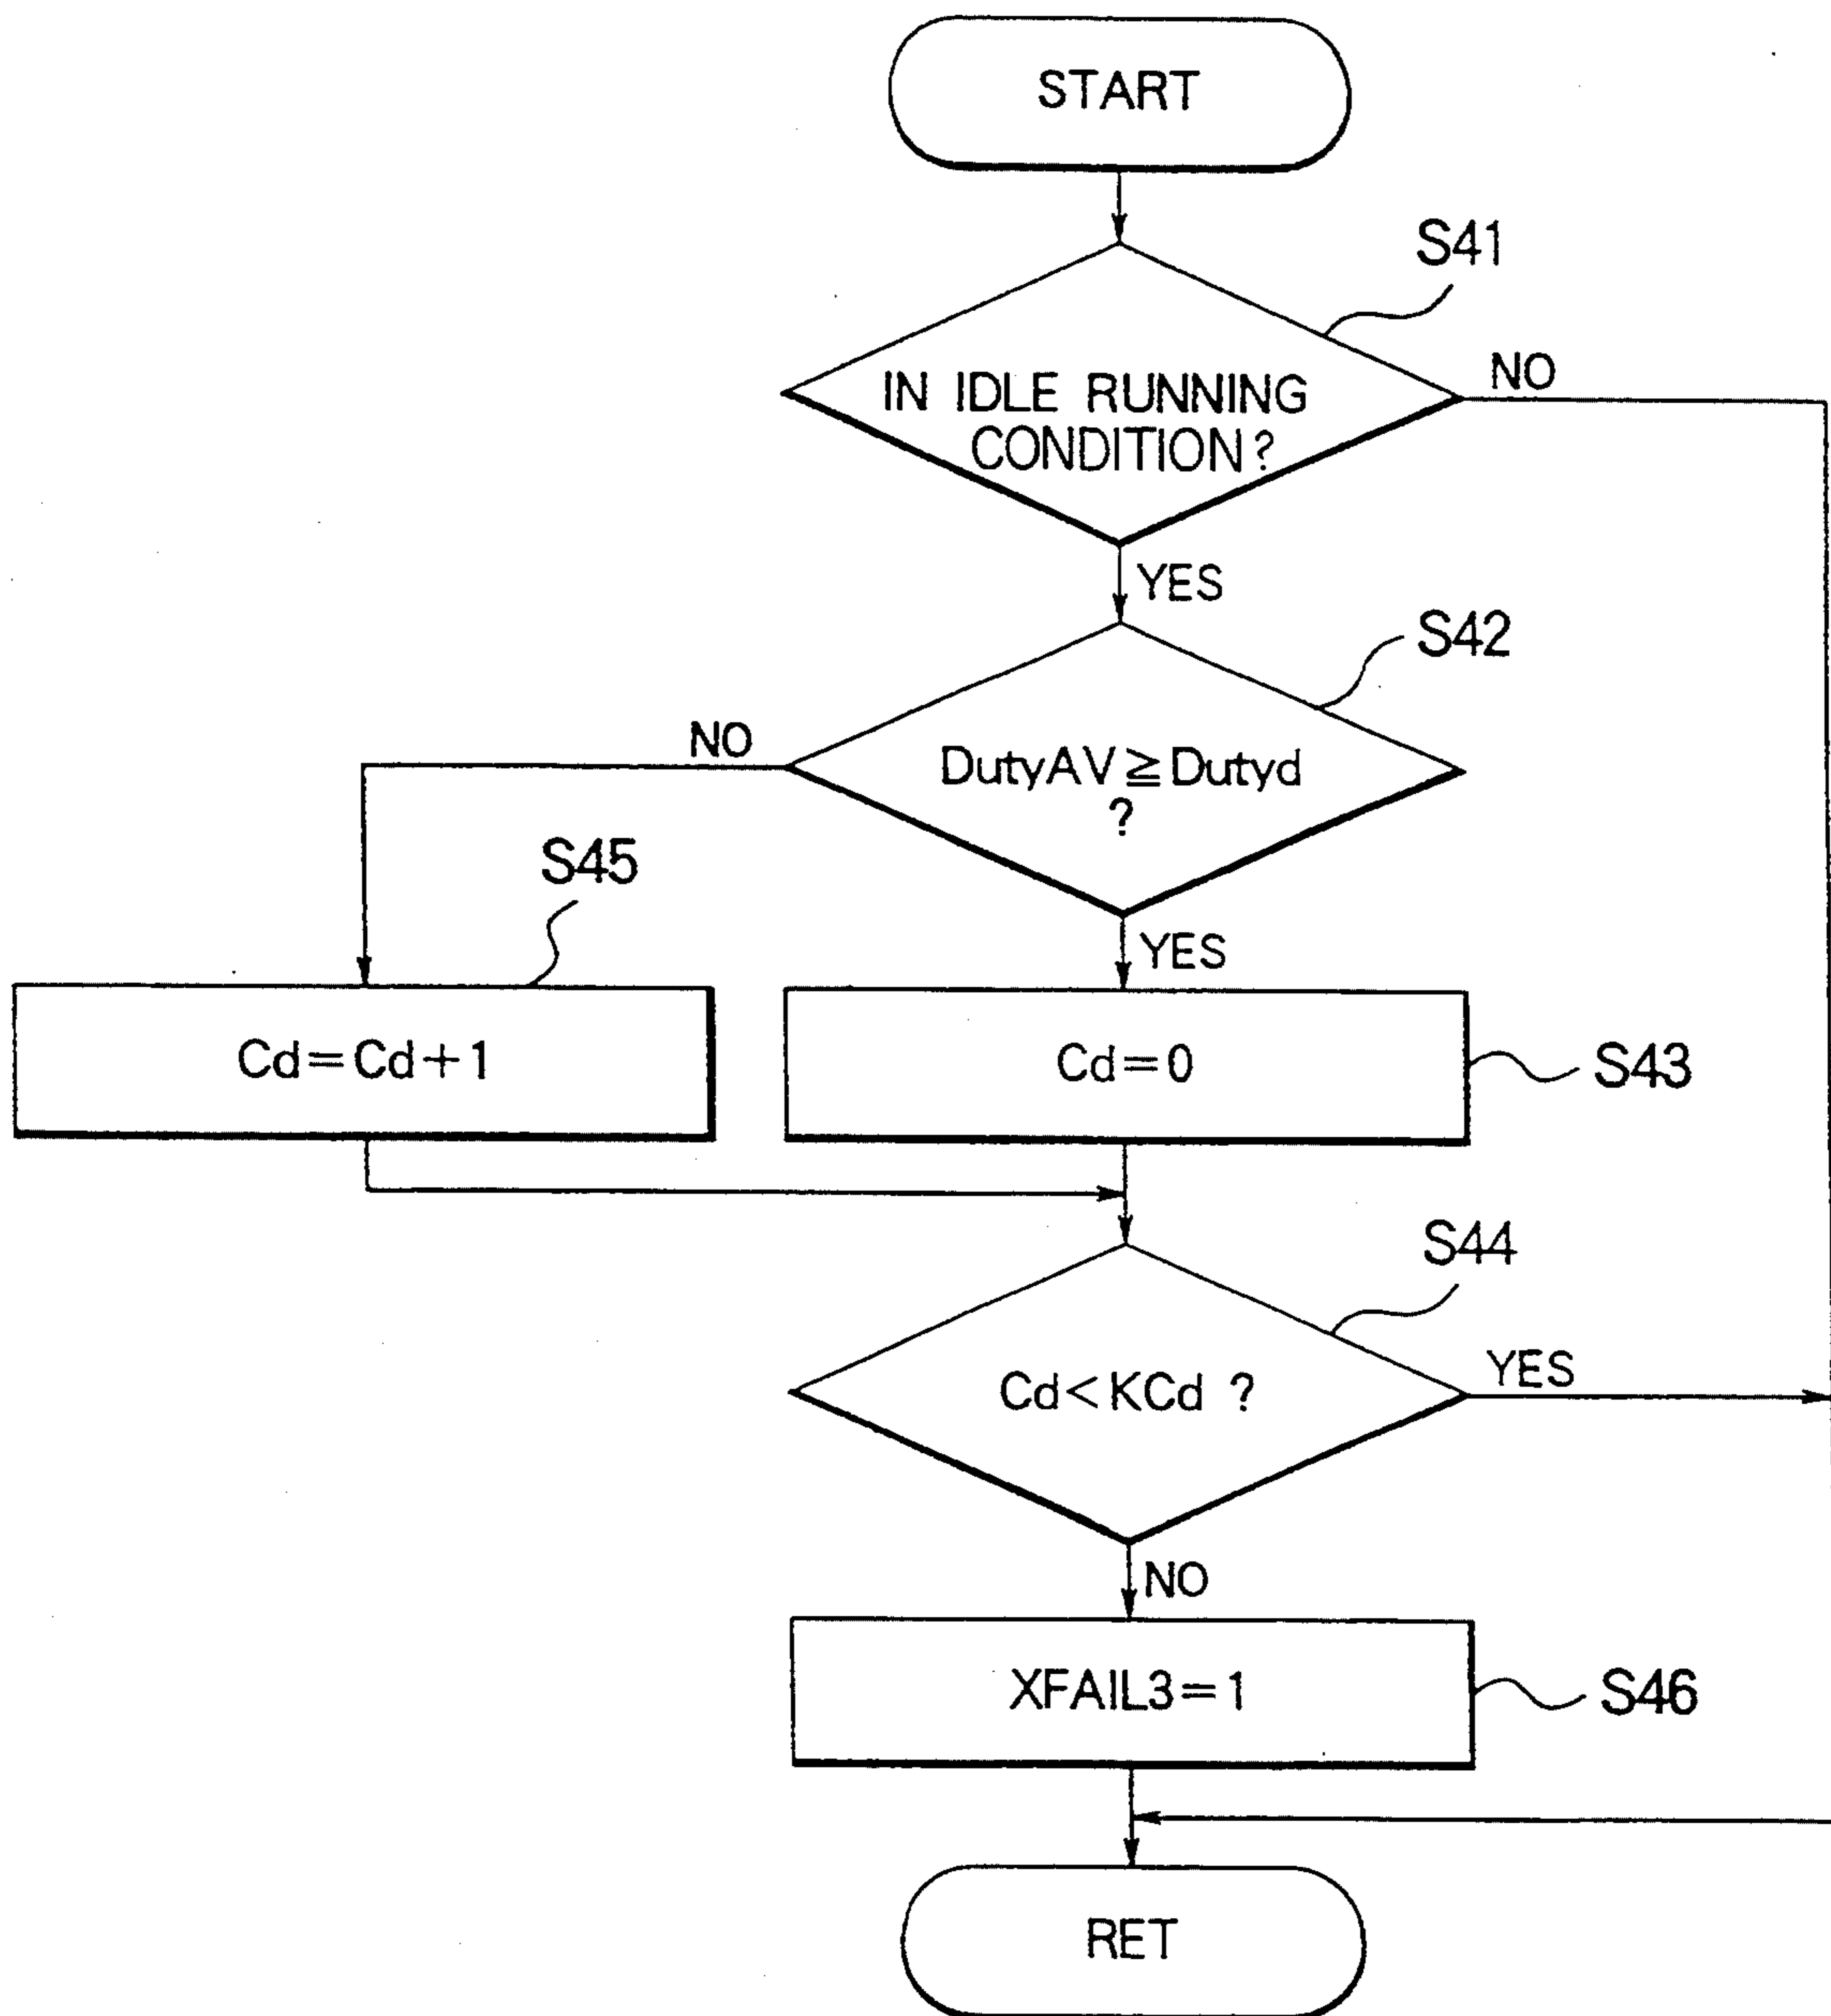 START
S41
IN IDLE RUNNING
CONDITION?
NO
YES
S42
DutyAV≧Dutyd
?
NO
YES
S45
Cd=Cd+1
Cd=0
S43
S44
Cd<KCd ?
YES
NO
XFAIL3=1
S46
RET